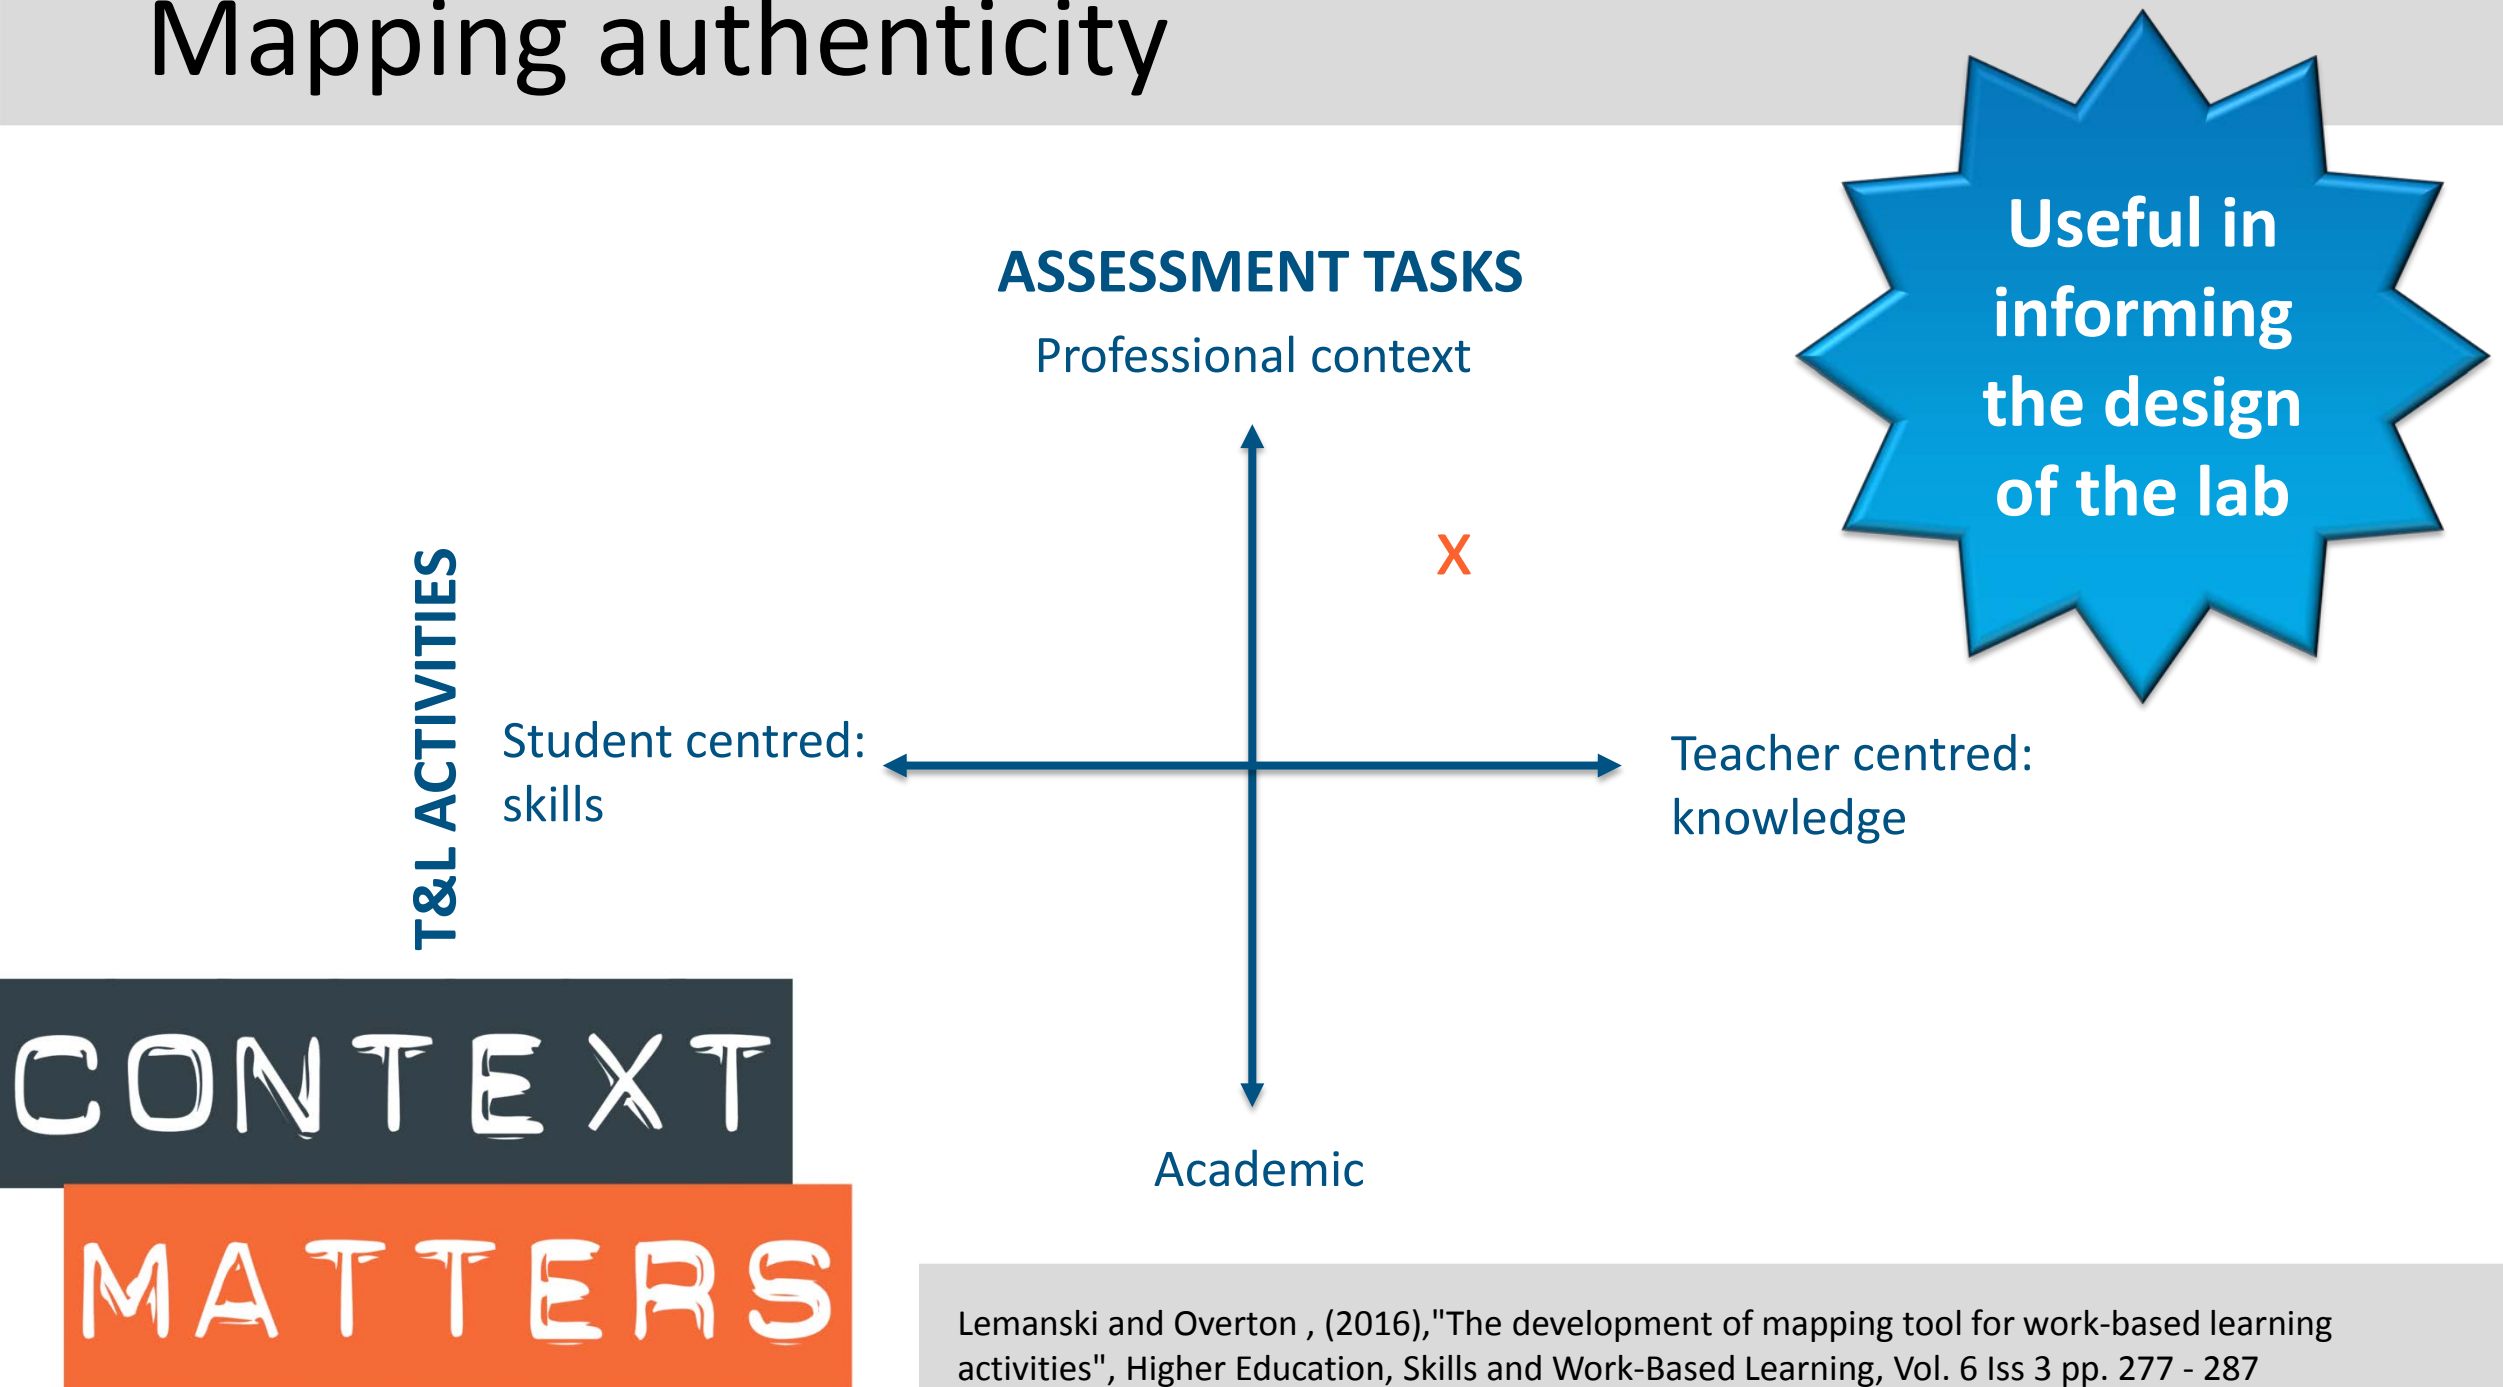 Mapping authenticity
Useful in
informing
the design
of the lab
ASSESSMENT TASKS
Professional context
X
T&L ACTIVITIES
Student centred:
skills
Teacher centred:
knowledge
Academic
CONTEXT
MATTERS
Lemanski and Overton , (2016),"The development of mapping tool for work-based learning
activities", Higher Education, Skills and Work-Based Learning, Vol. 6 Iss 3 pp. 277 - 287